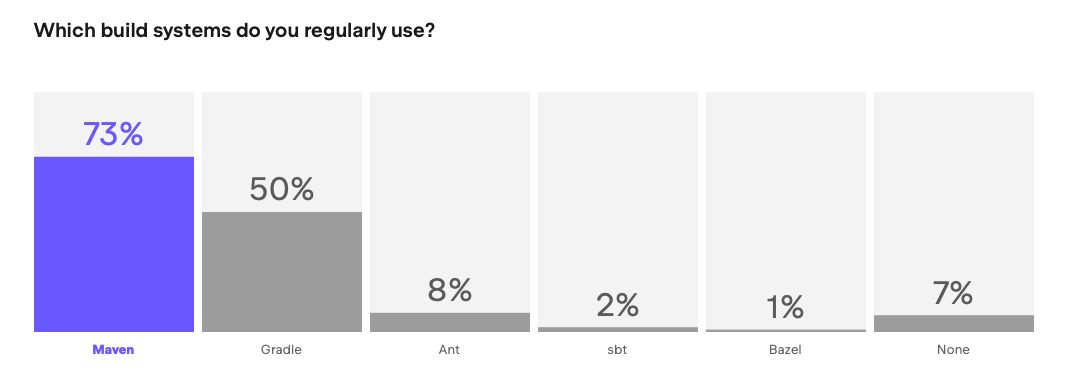 Which build systems do you regularly use?
73%
50%
8%
2%
1%
7%
Maven
Gradle
Ant
sbt
Bazel
None